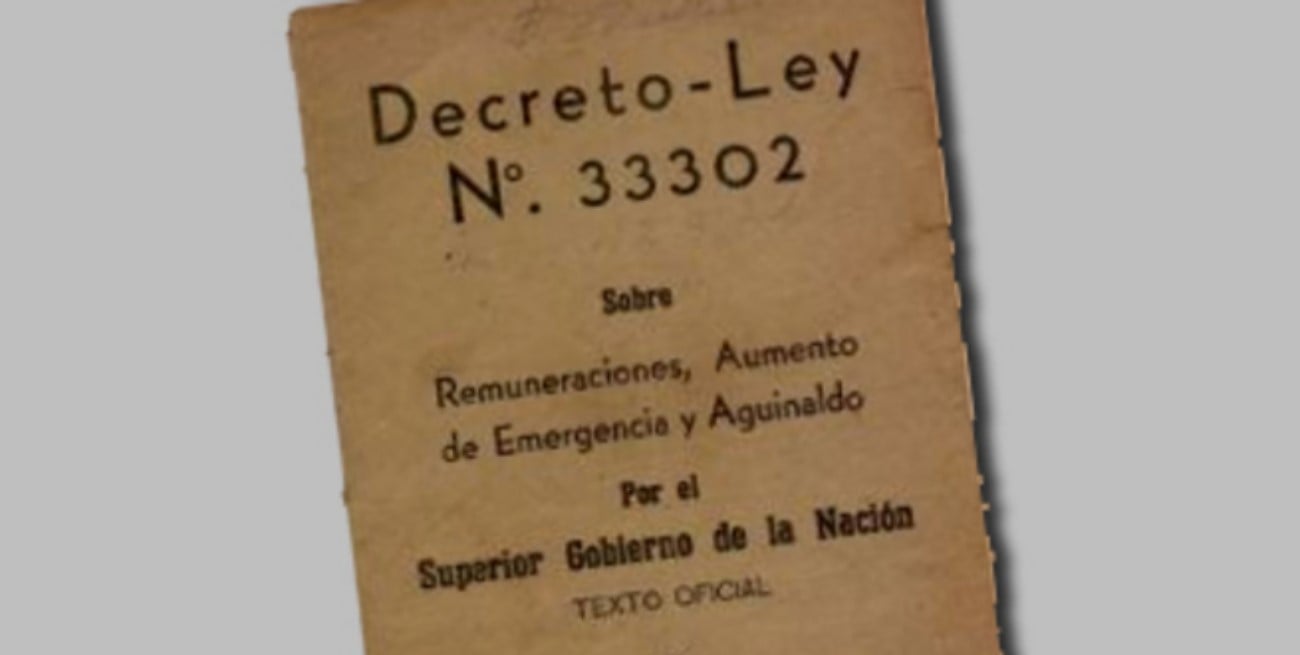 Decreto-Ley
Nº. 33302
Sobre
Remuneraciones, Aumento
de Emergencia y Aguinaldo
Por el
Superior Gobierno de la Nación
TEXTO OFICIAL